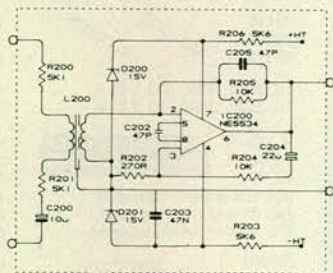 R206 5K6
+HT
C205 47P
R200
5K1
D200
15V
R205
10K
L200
2
7
5
IC200
NE5534
C202
47P
8
6
3
4
R202
270R
R204
10K
C204
22u
R201
5K1
D201
15V
C203
47N
C200
10u
R203
5K6
-HT